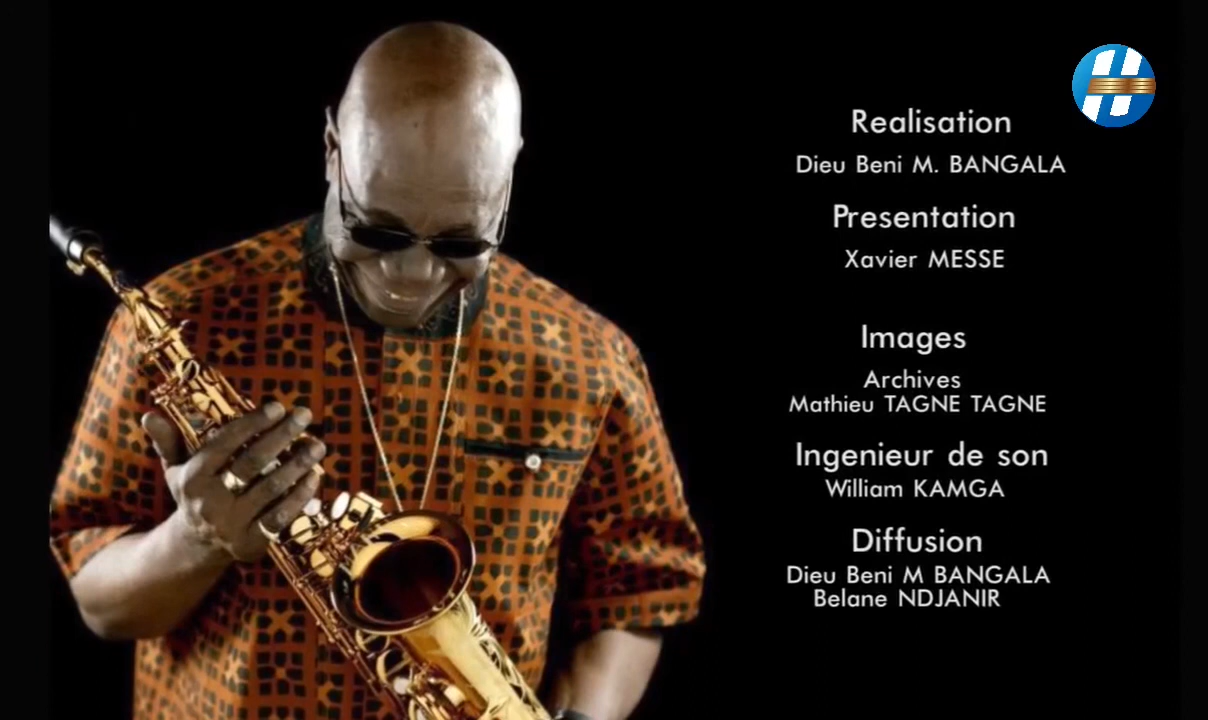 Realisation
Dieu Beni M. BANGALA
Presentation
Xavier MESSE
Images
Archives
Mathieu TAGNE TAGNE
Ingenieur de son
William KAMGA
Diffusion
Dieu Beni M BANGALA
Belane NDJANIR